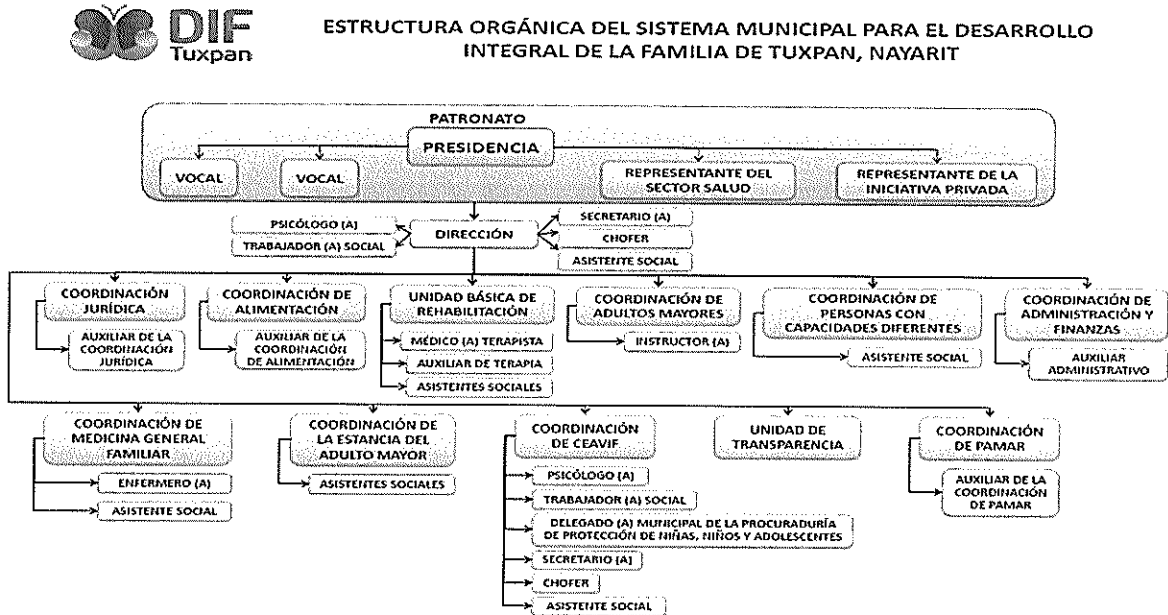 DIF
Tuxpan
ESTRUCTURA ORGÁNICA DEL SISTEMA MUNICIPAL PARA EL DESARROLLO
INTEGRAL DE LA FAMILIA DE TUXPAN, NAYARIT
PATRONATO
PRESIDENCIA
VOCAL
VOCAL
REPRESENTANTE DEL
SECTOR SALUD
REPRESENTANTE DE LA
INICIATIVA PRIVADA
PSICÓLOGO (A)
TRABAJADOR (A) SOCIAL
DIRECCIÓN
SECRETARIO (A)
CHOFER
ASISTENTE SOCIAL
COORDINACIÓN
JURÍDICA
AUXILIAR DE LA
COORDINACIÓN
JURÍDICA
COORDINACIÓN DE
ALIMENTACIÓN
AUXILIAR DE LA
COORDINACIÓN
DE ALIMENTACIÓN
UNIDAD BÁSICA DE
REHABILITACIÓN
MÉDICO (A) TERAPISTA
AUXILIAR DE TERAPIA
ASISTENTES SOCIALES
COORDINACIÓN DE
ADULTOS MAYORES
INSTRUCTOR (A)
COORDINACIÓN DE
PERSONAS CON
CAPACIDADES DIFERENTES
ASISTENTE SOCIAL
COORDINACIÓN DE
ADMINISTRACIÓN Y
FINANZAS
AUXILIAR
ADMINISTRATIVO
COORDINACIÓN DE
MEDICINA GENERAL
FAMILIAR
ENFERMERO (A)
ASISTENTE SOCIAL
COORDINACIÓN DE
LA ESTANCIA DEL
ADULTO MAYOR
ASISTENTES SOCIALES
COORDINACIÓN
DE CEAVIF
PSICÓLOGO (A)
TRABAJADOR (A) SOCIAL
DELEGADO (A) MUNICIPAL DE LA PROCURADURÍA
DE PROTECCIÓN DE NIÑAS, NIÑOS Y ADOLESCENTES
SECRETARIO (A)
CHOFER
ASISTENTE SOCIAL
UNIDAD DE
TRANSPARENCIA
COORDINACIÓN
DE PAMAR
AUXILIAR DE LA
COORDINACIÓN
DE PAMAR